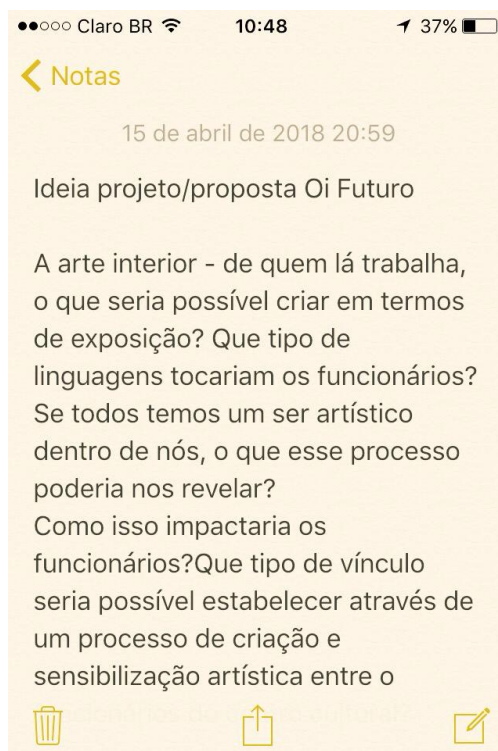 Claro BR 10:48 37%
Notas
15 de abril de 2018 20:59
Ideia projeto/proposta Oi Futuro
A arte interior - de quem lá trabalha,
o que seria possível criar em termos
de exposição? Que tipo de
linguagens tocariam os funcionários?
Se todos temos um ser artístico
dentro de nós, o que esse processo
poderia nos revelar?
Como isso impactaria os
funcionários?Que tipo de vínculo
seria possível estabelecer através de
um processo de criação e
sensibilização artística entre o